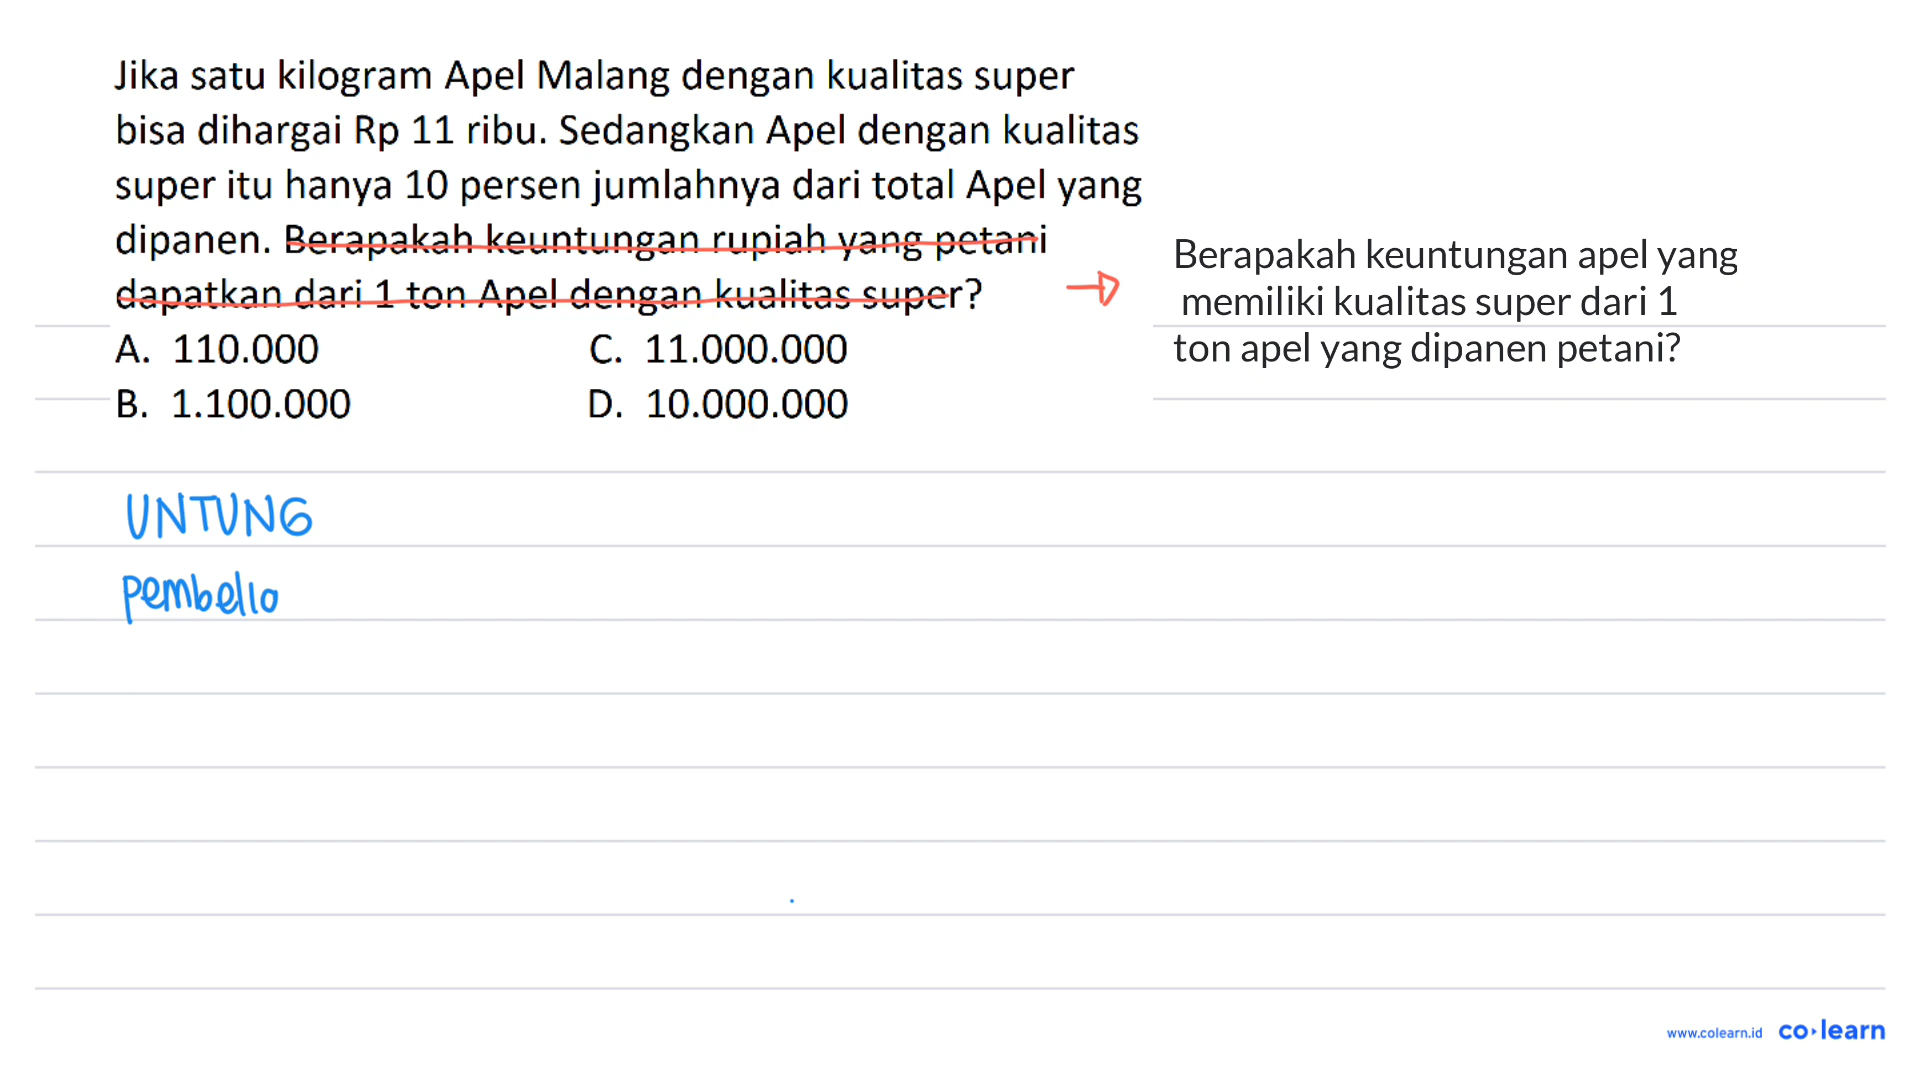 Jika satu kilogram Apel Malang dengan kualitas super
bisa dihargai Rp 11 ribu. Sedangkan Apel dengan kualitas
super itu hanya 10 persen jumlahnya dari total Apel yang
dipanen. Berapakah keuntungan rupiah yang petani
dapatkan dari 1 ton Apel dengan kualitas super?
Berapakah keuntungan apel yang
memiliki kualitas super dari 1
ton apel yang dipanen petani?
A. 110.000 C. 11.000.000
B. 1.100.000 D. 10.000.000
UNTUNG
pembella
www.colearn.id co learn